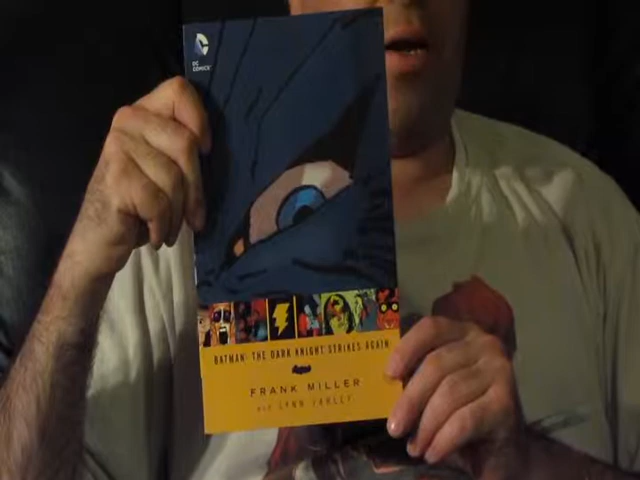 DC
COMICS
BATMAN: THE DARK KNIGHT STRIKES AGAIN
FRANK MILLER
AND LYNN VARLEY